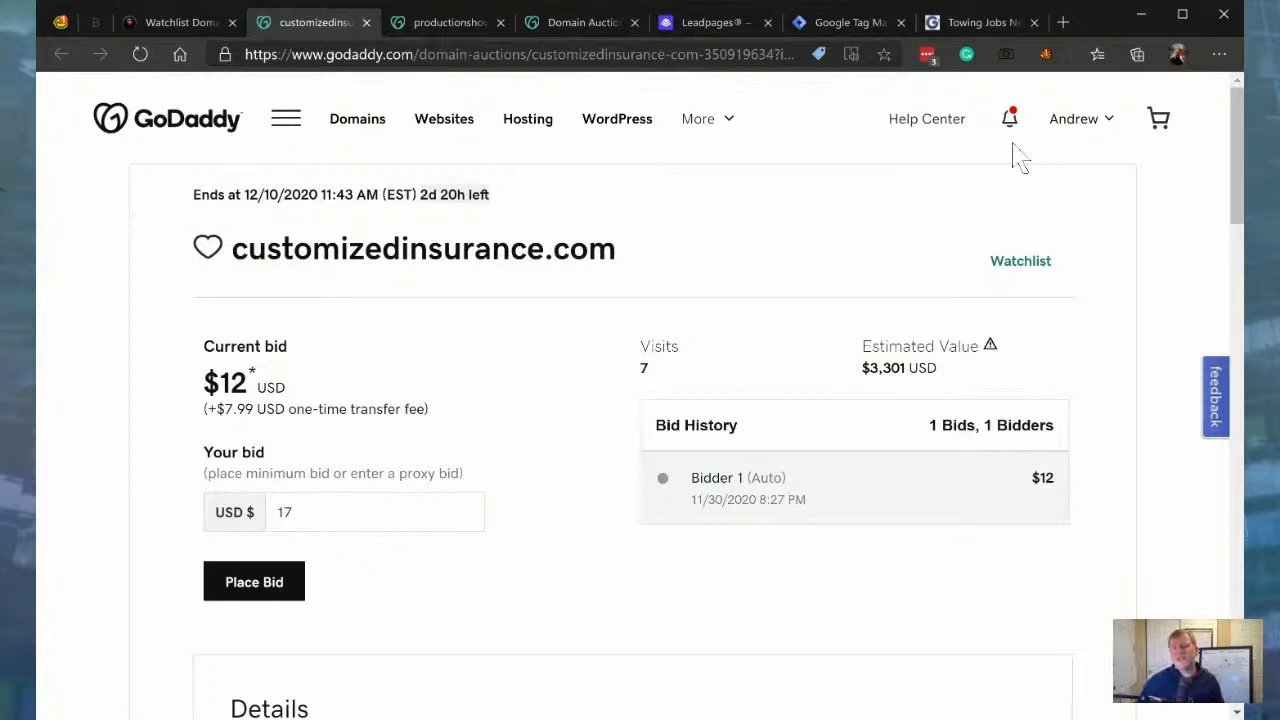 Watchlist Doma
customizedinsu
productionshow
Domain Auctio
Leadpages® –
Google Tag Ma
Towing Jobs Ne
https://www.godaddy.com/domain-auctions/customizedinsurance-com-350919634?i...
3
GoDaddy
Domains
Websites
Hosting
WordPress
More
Help Center
Andrew
Ends at 12/10/2020 11:43 AM (EST) 2d 20h left
customizedinsurance.com
Watchlist
Current bid
$12* USD
(+$7.99 USD one-time transfer fee)
Your bid
(place minimum bid or enter a proxy bid)
USD $ 17
Place Bid
Visits
7
Estimated Value
$3,301 USD
Bid History 1 Bids, 1 Bidders
Bidder 1 (Auto) $12
11/30/2020 8:27 PM
feedback
Details